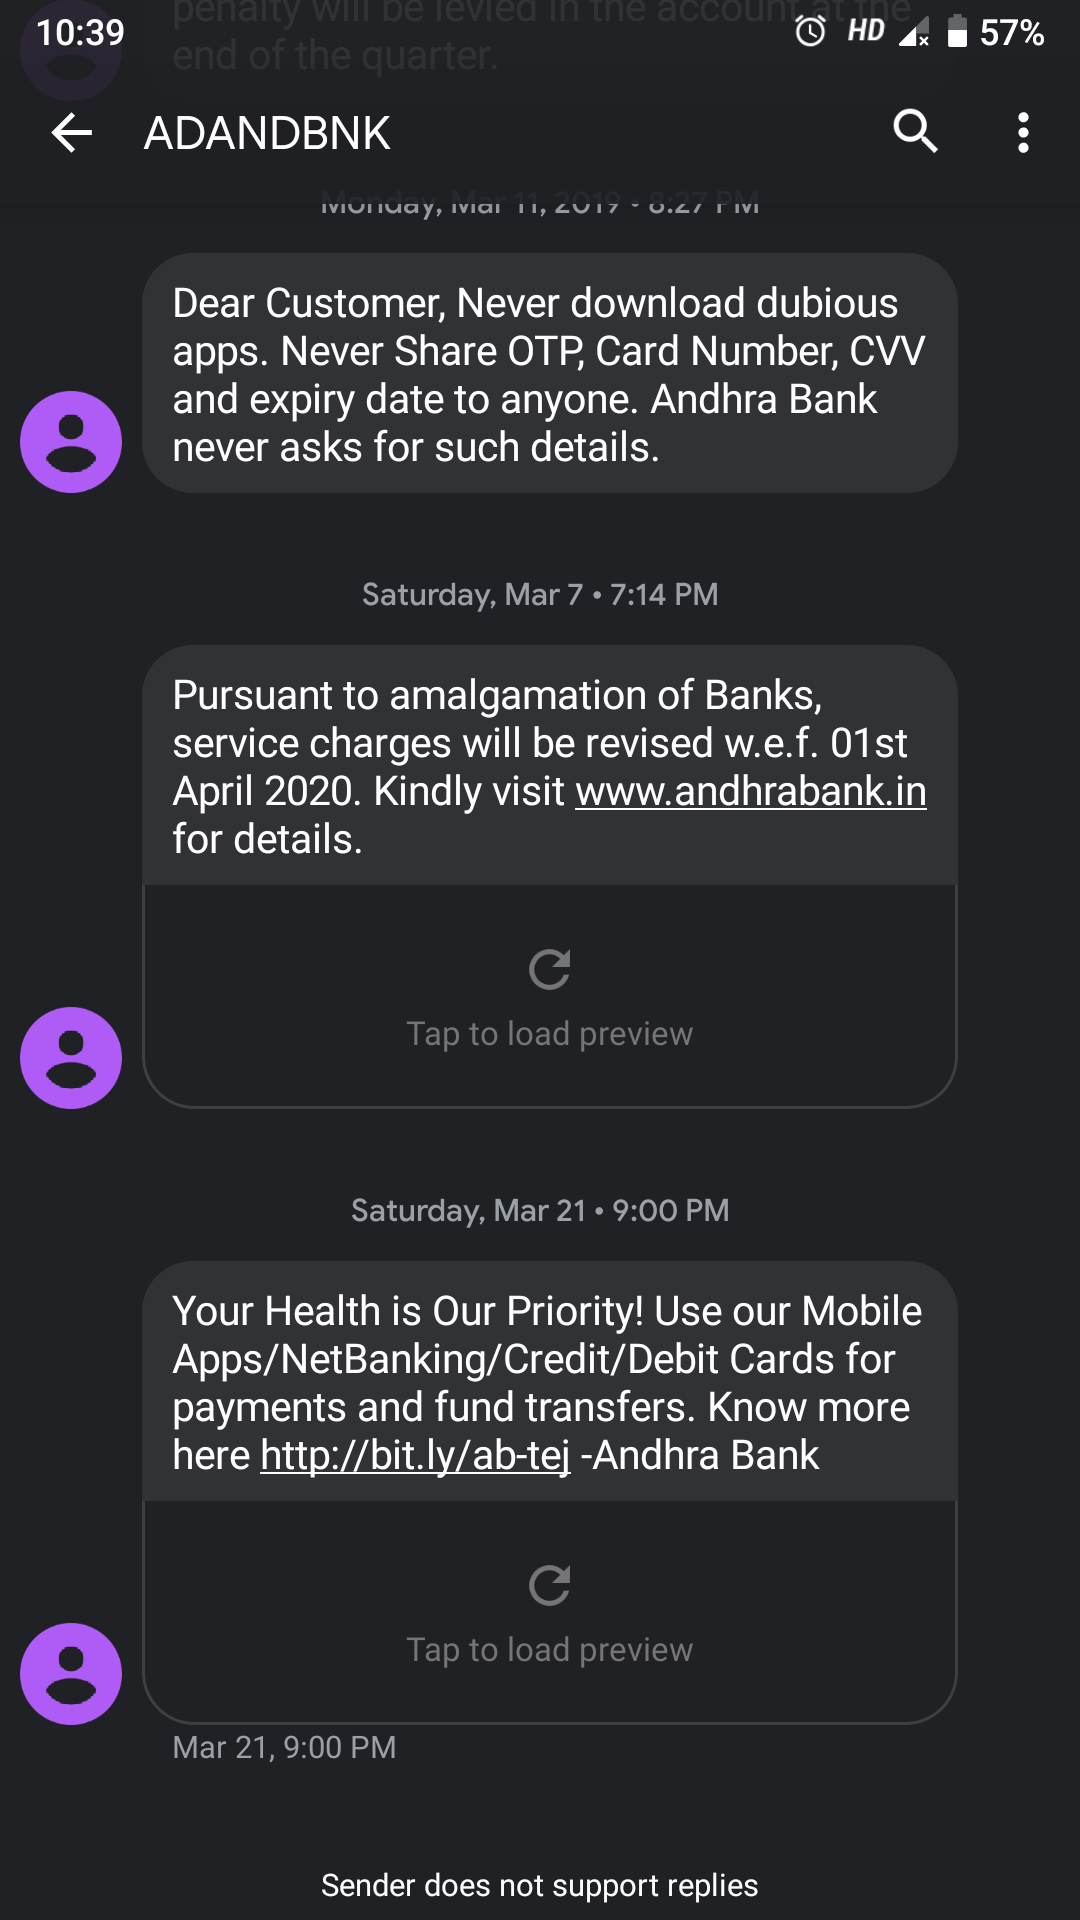 penalty will be levied in the account at the
10:39 HD 57%
end of the quarter.
ADANDBNK
Monday, Mar 11, 2019 • 8:27 PM
Dear Customer, Never download dubious
apps. Never Share OTP, Card Number, CVV
and expiry date to anyone. Andhra Bank
never asks for such details.
Saturday, Mar 7 • 7:14 PM
Pursuant to amalgamation of Banks,
service charges will be revised w.e.f. 01st
April 2020. Kindly visit www.andhrabank.in
for details.
Tap to load preview
Saturday, Mar 21 • 9:00 PM
Your Health is Our Priority! Use our Mobile
Apps/NetBanking/Credit/Debit Cards for
payments and fund transfers. Know more
here http://bit.ly/ab-tej -Andhra Bank
Tap to load preview
Mar 21, 9:00 PM
Sender does not support replies